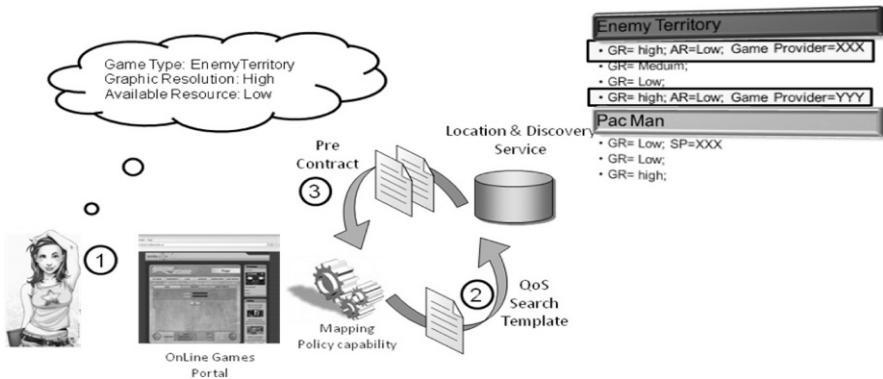 Game Type: EnemyTerritory
Graphic Resolution: High
Available Resource: Low
Enemy Territory
• GR= high; AR=Low; Game Provider=XXX
• GR= Meduim;
• GR= Low;
• GR= high; AR=Low; Game Provider=YYY
Pac Man
• GR= Low; SP=XXX
• GR= Low;
• GR= high;
Location & Discovery
Service
Pre
Contract
3
1
2
QoS
Search
Template
Mapping
Policy capability
OnLine Games
Portal